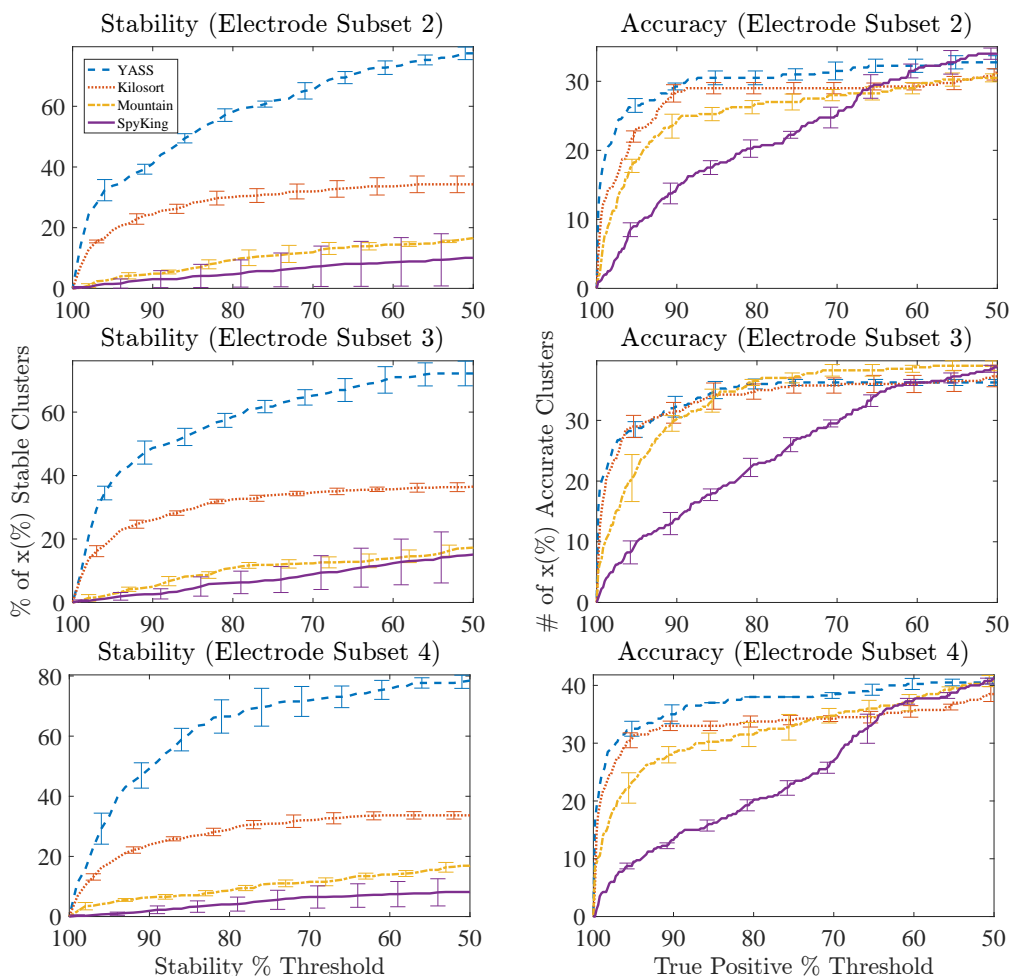 Stability (Electrode Subset 2)
Accuracy (Electrode Subset 2)
YASS
Kilosort
Mountain
SpyKing
60
40
20
0
100 90 80 70 60 50
30
20
10
0
100 90 80 70 60 50
Stability (Electrode Subset 3)
Accuracy (Electrode Subset 3)
% of x(%) Stable Clusters
60
40
20
0
100 90 80 70 60 50
# of x(%) Accurate Clusters
30
20
10
0
100 90 80 70 60 50
Stability (Electrode Subset 4)
Accuracy (Electrode Subset 4)
80
60
40
20
0
100 90 80 70 60 50
Stability % Threshold
40
30
20
10
0
100 90 80 70 60 50
True Positive % Threshold